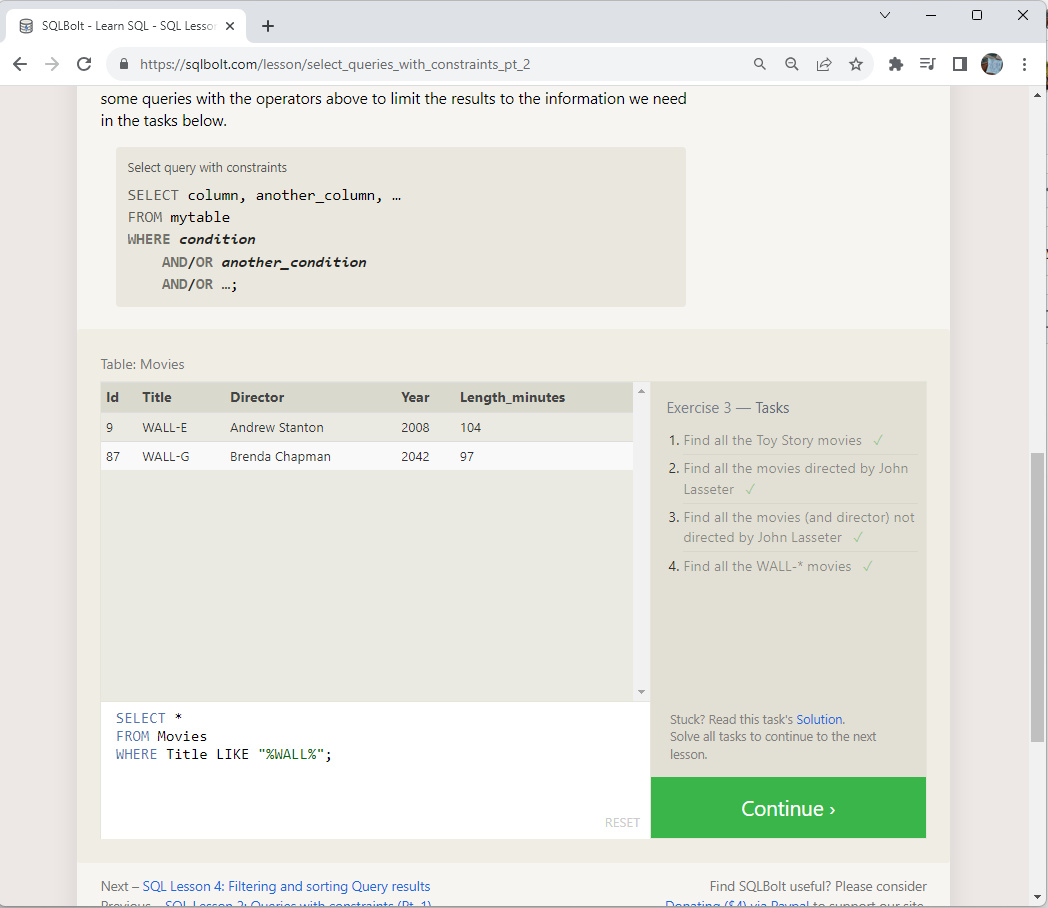 SQLBolt - Learn SQL - SQL Lesson
https://sqlbolt.com/lesson/select_queries_with_constraints_pt_2
some queries with the operators above to limit the results to the information we need
in the tasks below.
Select query with constraints
SELECT column, another_column, …
FROM mytable
WHERE condition
AND/OR another_condition
AND/OR …;
Table: Movies
Id Title Director Year Length_minutes
9 WALL-E Andrew Stanton 2008 104
87 WALL-G Brenda Chapman 2042 97
SELECT *
FROM Movies
WHERE Title LIKE "%WALL%";
RESET
Exercise 3 — Tasks
1. Find all the Toy Story movies ✓
2. Find all the movies directed by John
Lasseter ✓
3. Find all the movies (and director) not
directed by John Lasseter ✓
4. Find all the WALL-* movies ✓
Stuck? Read this task's Solution.
Solve all tasks to continue to the next
lesson.
Continue ›
Next – SQL Lesson 4: Filtering and sorting Query results
Previous – SQL Lesson 2: Queries with constraints (Pt. 1)
Find SQLBolt useful? Please consider
Donating ($4) via Paypal to support our site.